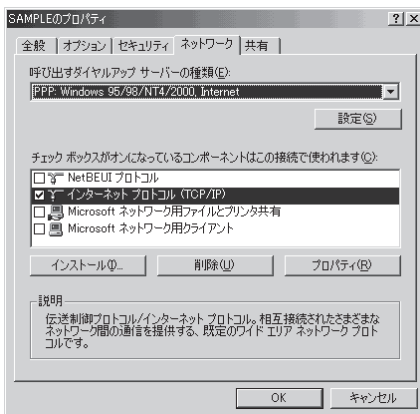 SAMPLEのプロパティ
全般 オプション セキュリティ ネットワーク 共有
呼び出すダイヤルアップ サーバーの種類(E):
PPP: Windows 95/98/NT4/2000, Internet
設定(S)
チェック ボックスがオンになっているコンポーネントはこの接続で使われます(C):
NetBEUI プロトコル
インターネット プロトコル (TCP/IP)
Microsoft ネットワーク用ファイルとプリンタ共有
Microsoft ネットワーク用クライアント
インストール(I)... 削除(U) プロパティ(R)
説明
伝送制御プロトコル/インターネット プロトコル。相互接続されたさまざまな
ネットワーク間の通信を提供する、既定のワイド エリア ネットワーク プロト
コルです。
OK キャンセル